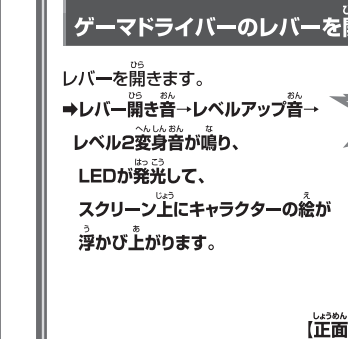 ゲーマドライバーのレバーを
レバーを開きます。
➡レバー開き音→レベルアップ音→
レベル2変身音が鳴り、
LEDが発光して、
スクリーン上にキャラクターの絵が
浮かび上がります。
【正面